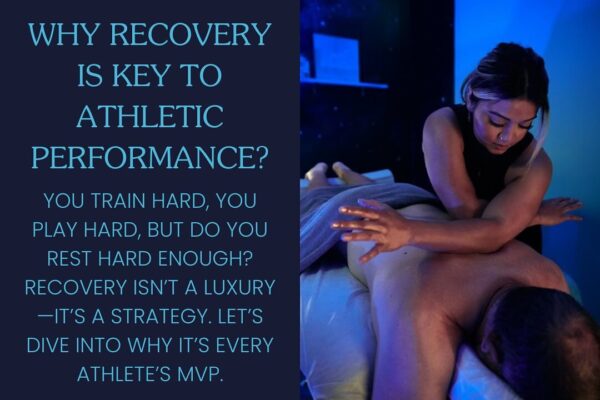 WHY RECOVERY
IS KEY TO
ATHLETIC
PERFORMANCE?
YOU TRAIN HARD, YOU
PLAY HARD, BUT DO YOU
REST HARD ENOUGH?
RECOVERY ISN’T A LUXURY
—IT’S A STRATEGY. LET’S
DIVE INTO WHY IT’S EVERY
ATHLETE’S MVP.